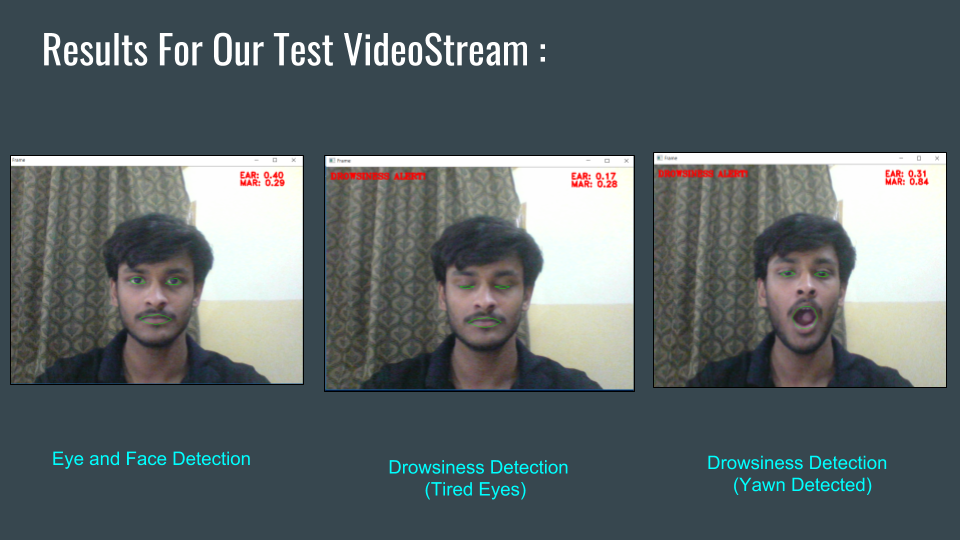 Results For Our Test VideoStream :
Frame
EAR: 0.40
MAR: 0.29
Frame
DROWSINESS ALERT!
EAR: 0.17
MAR: 0.28
Frame
DROWSINESS ALERT!
EAR: 0.31
MAR: 0.84
Eye and Face Detection
Drowsiness Detection
(Tired Eyes)
Drowsiness Detection
(Yawn Detected)